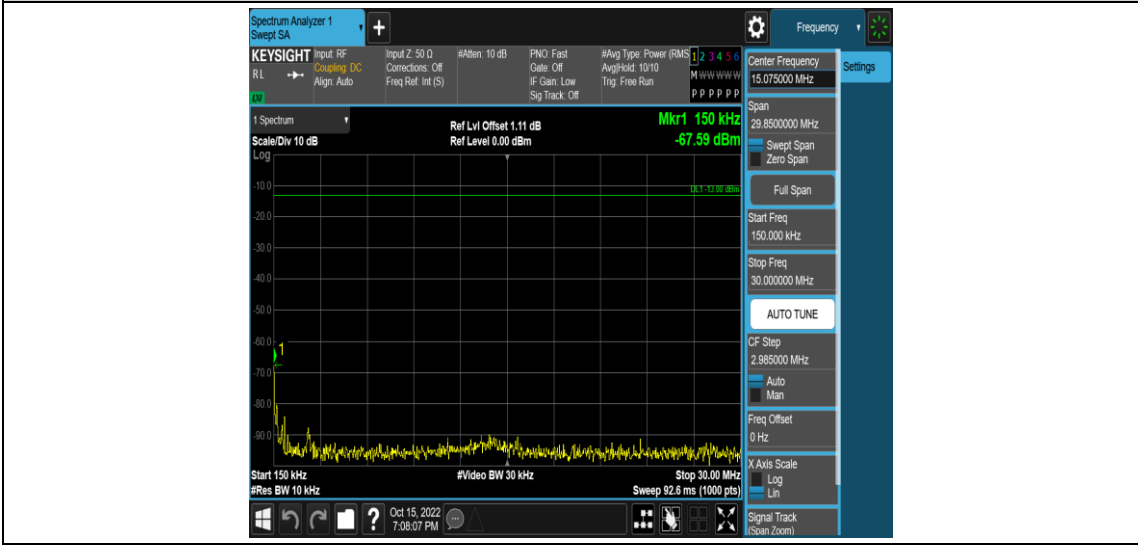 Spectrum Analyzer 1
Swept SA
+
Frequency
KEYSIGHT
RL
LM
Input: RF
Coupling: DC
Align: Auto
Input Z: 50 Ω
Corrections: Off
Freq Ref: Int (S)
#Atten: 10 dB
PNO: Fast
Gate: Off
IF Gain: Low
Sig Track: Off
#Avg Type: Power (RMS
Avg|Hold: 10/10
Trig: Free Run
1 2 3 4 5 6
M W W W W W
P P P P P P
1 Spectrum
Scale/Div 10 dB
Log
Ref Lvl Offset 1.11 dB
Ref Level 0.00 dBm
Mkr1 150 kHz
-67.59 dBm
DL1 -13.00 dBm
-10.0
-20.0
-30.0
-40.0
-50.0
-60.0
-70.0
-80.0
-90.0
1
Start 150 kHz
#Res BW 10 kHz
#Video BW 30 kHz
Stop 30.00 MHz
Sweep 92.6 ms (1000 pts)
Center Frequency
15.075000 MHz
Span
29.8500000 MHz
Swept Span
Zero Span
Full Span
Start Freq
150.000 kHz
Stop Freq
30.000000 MHz
AUTO TUNE
CF Step
2.985000 MHz
Auto
Man
Freq Offset
0 Hz
X Axis Scale
Log
Lin
Signal Track
(Span Zoom)
Settings
?
Oct 15, 2022
7:08:07 PM